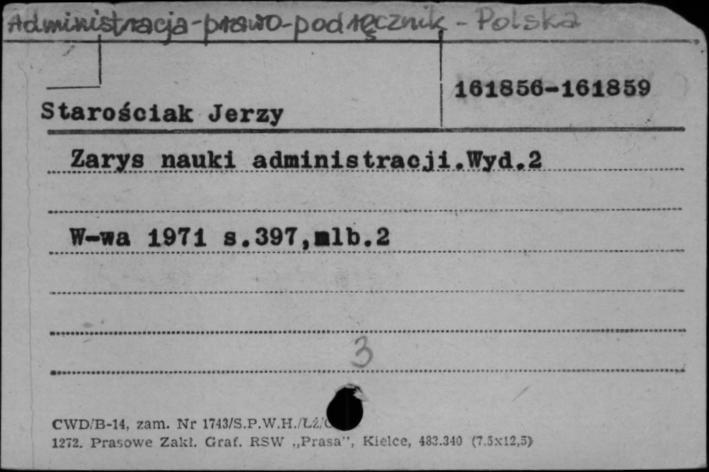 Administracja-prawo-podręcznik - Polska
161856-161859
Starościak Jerzy
Zarys nauki administracji.Wyd.2
W-wa 1971 s.397,nlb.2
3
CWD/B-14, zam. Nr 1743/S.P.W.H./Łź/
1272. Prasowe Zakł. Graf. RSW „Prasa", Kielce, 483.340 (7.5x12,5)